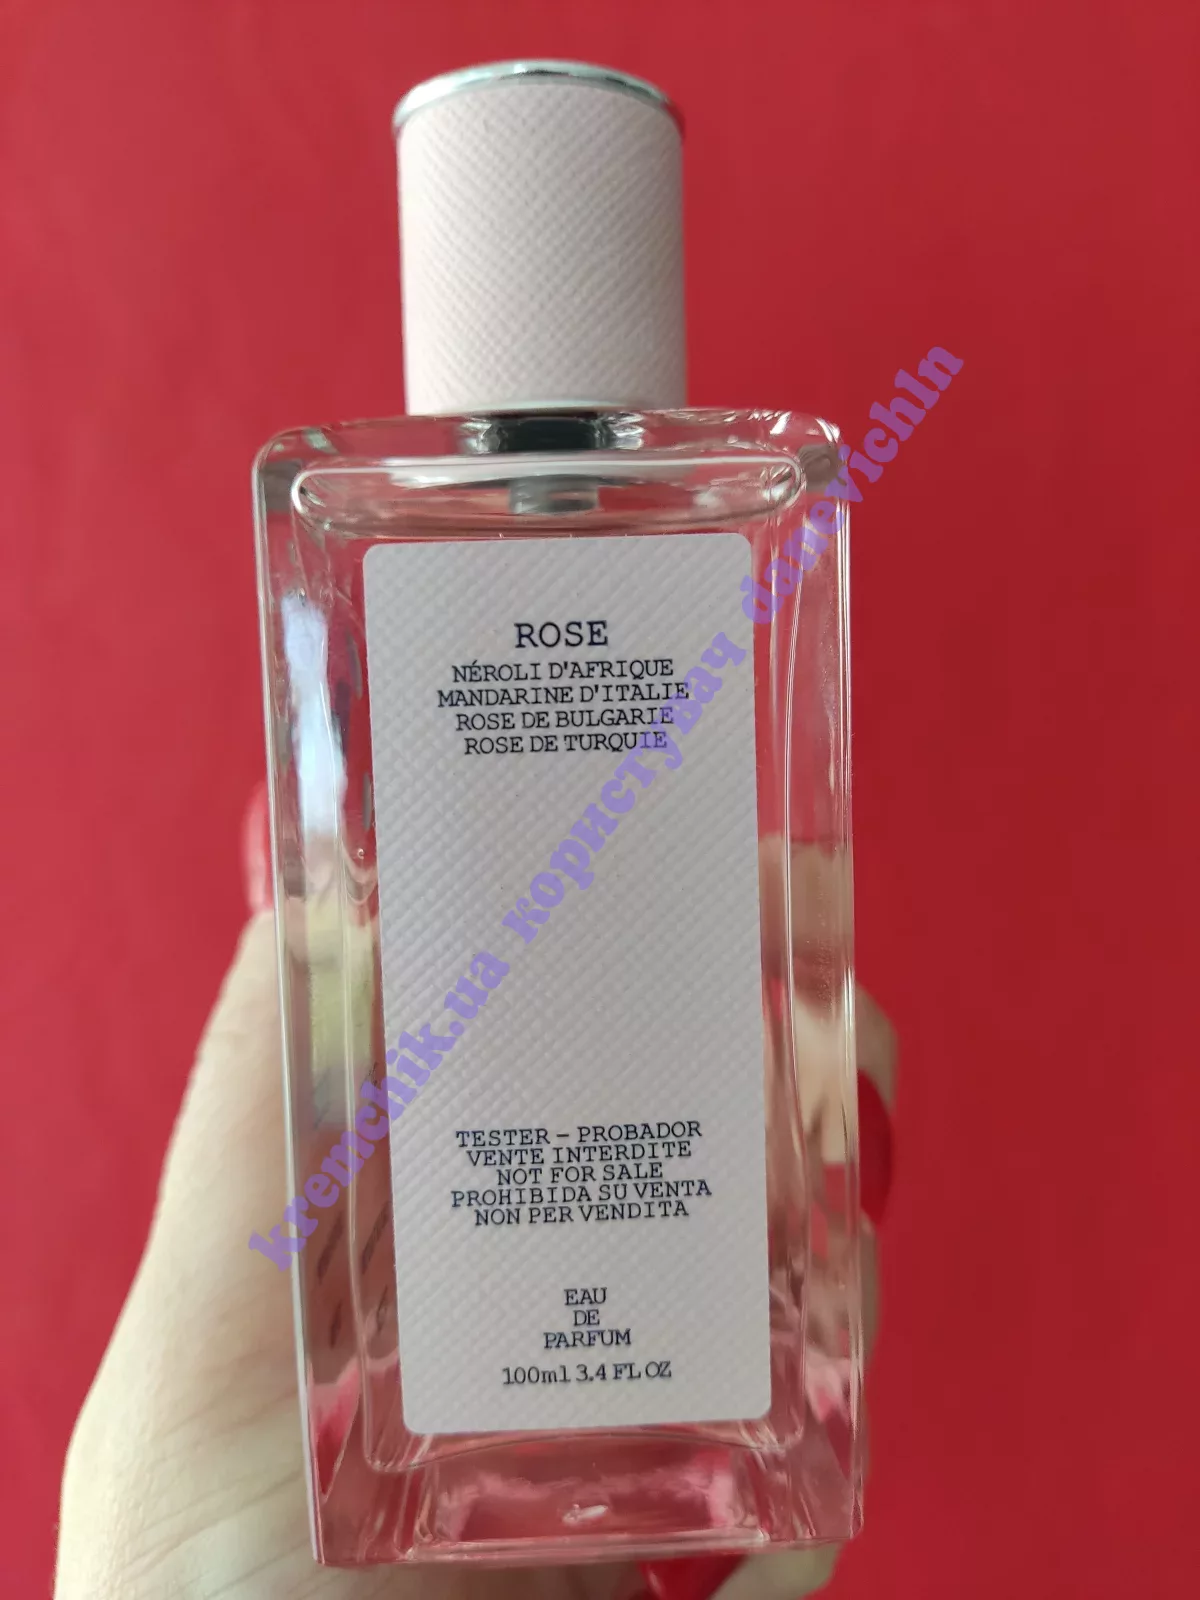 ROSE
NÉROLI D'AFRIQUE
MANDARINE D'ITALIE
ROSE DE BULGARIE
ROSE DE TURQUIE
TESTER – PROBADOR
VENTE INTERDITE
NOT FOR SALE
PROHIBIDA SU VENTA
NON PER VENDITA
EAU
DE
PARFUM
100ml 3.4 FL OZ
kremchik.ua користувач danevichln